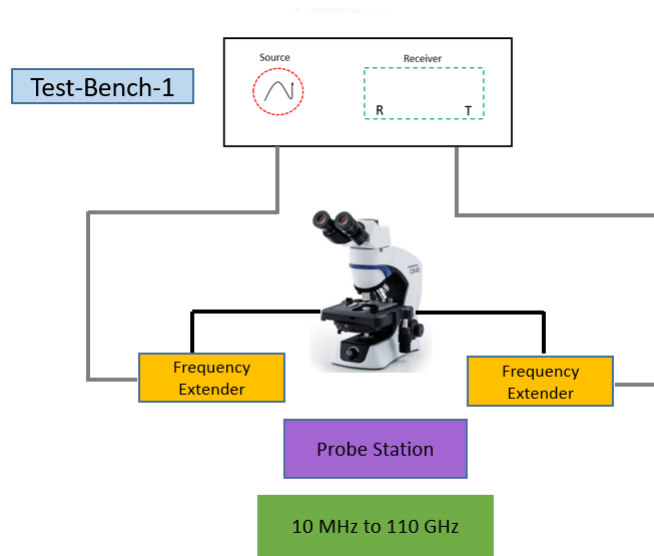 Source
Receiver
Test-Bench-1
R
T
Frequency
Extender
Frequency
Extender
Probe Station
10 MHz to 110 GHz